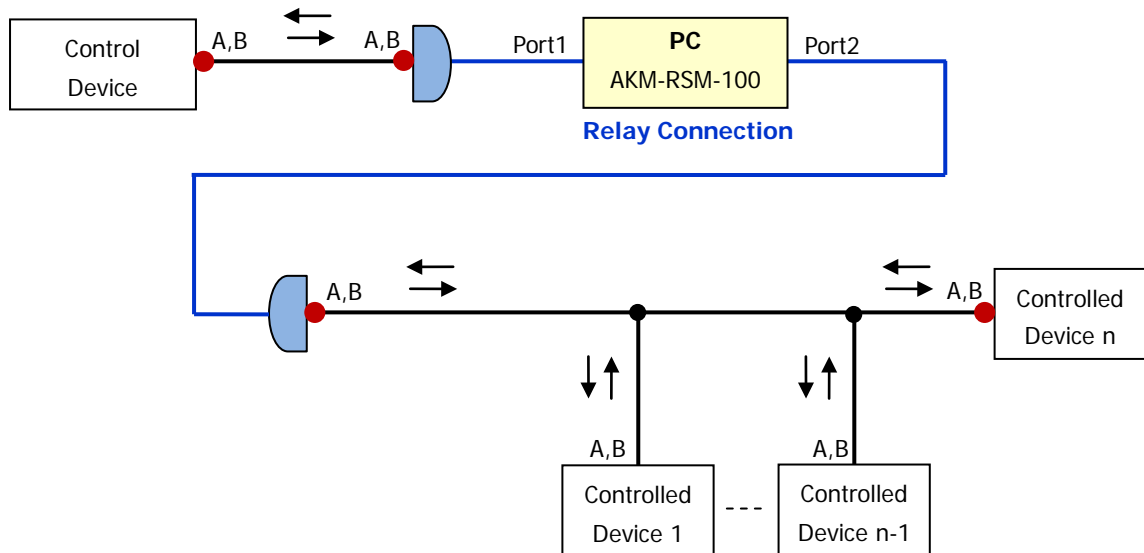 Control
Device
A,B
A,B
Port1
PC
AKM-RSM-100
Port2
Relay Connection
A,B
A,B
Controlled
Device n
A,B
A,B
Controlled
Device 1
Controlled
Device n-1